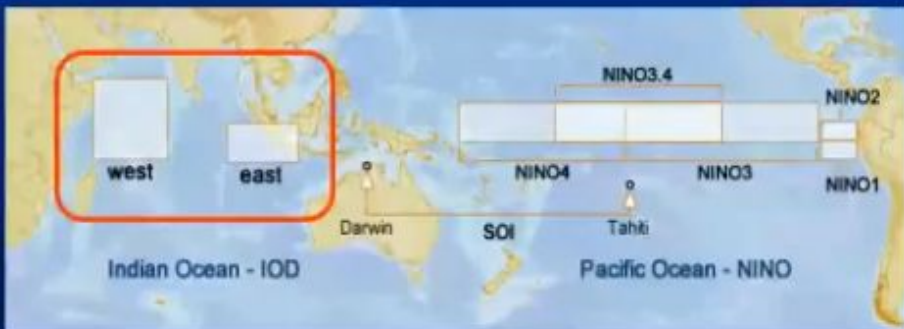 NINO3.4
NINO2
west
east
NINO4
NINO3
NINO1
Darwin
SOI
Tahiti
Indian Ocean - IOD
Pacific Ocean - NINO